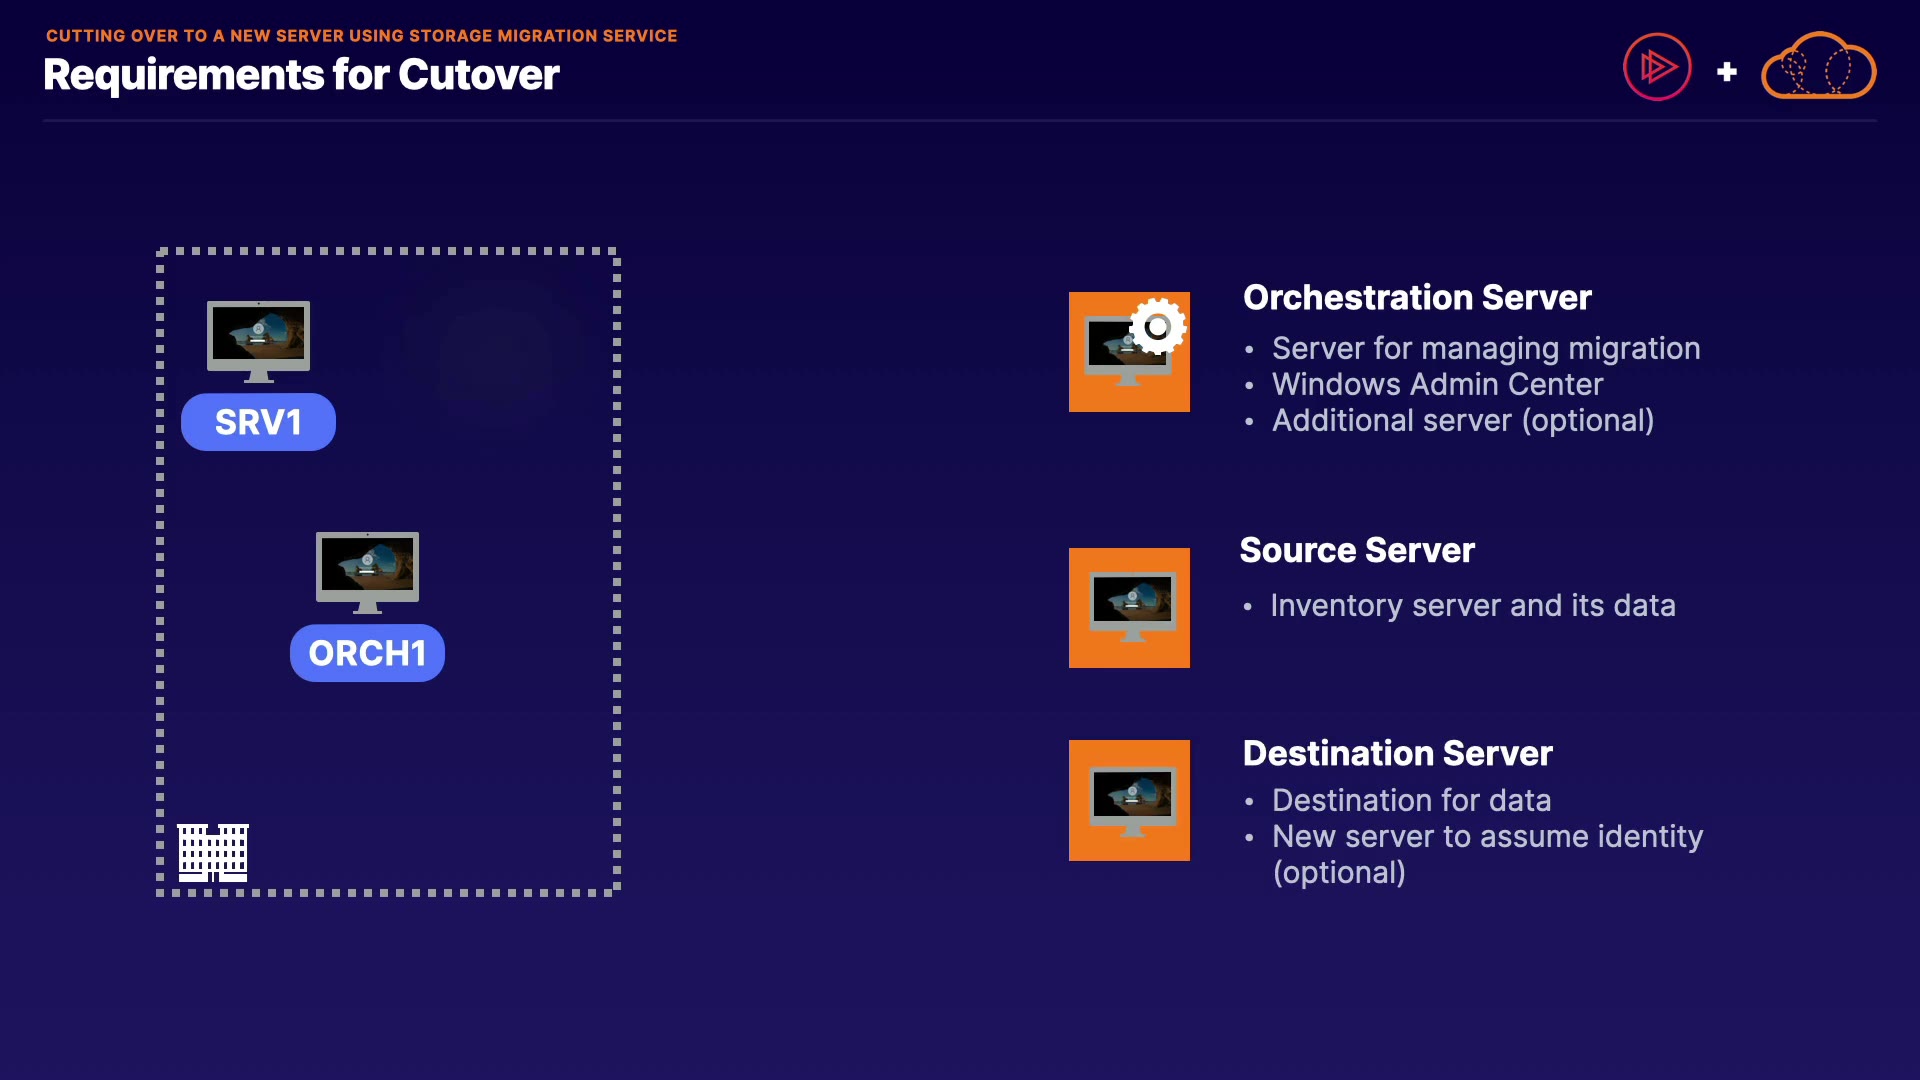 CUTTING OVER TO A NEW SERVER USING STORAGE MIGRATION SERVICE
Requirements for Cutover
SRV1
ORCH1
Orchestration Server
• Server for managing migration
• Windows Admin Center
• Additional server (optional)
Source Server
• Inventory server and its data
Destination Server
• Destination for data
• New server to assume identity
(optional)